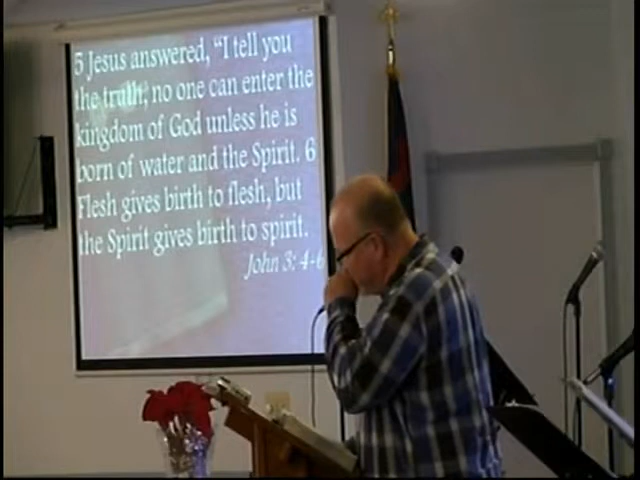 5 Jesus answered, “I tell you
the truth, no one can enter the
kingdom of God unless he is
born of water and the Spirit. 6
Flesh gives birth to flesh, but
the Spirit gives birth to spirit.
John 3: 4-6